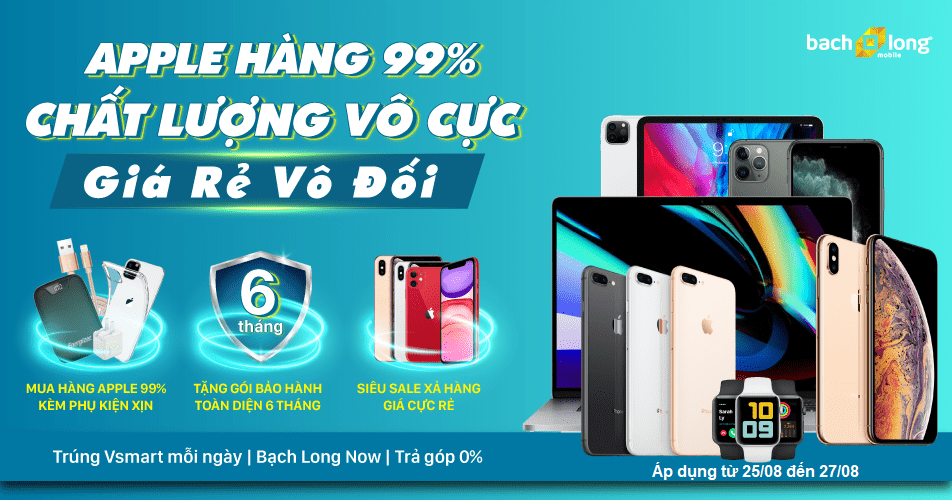 APPLE HÀNG 99%
CHẤT LƯỢNG VÔ CỰC
Giá Rẻ Vô Đối
bach long
mobile
6
tháng
MUA HÀNG APPLE 99%
KÈM PHỤ KIỆN XỊN
TẶNG GÓI BẢO HÀNH
TOÀN DIỆN 6 THÁNG
SIÊU SALE XẢ HÀNG
GIÁ CỰC RẺ
Energizer
Sarah
10
09
Trúng Vsmart mỗi ngày | Bạch Long Now | Trả góp 0%
Áp dụng từ 25/08 đến 27/08